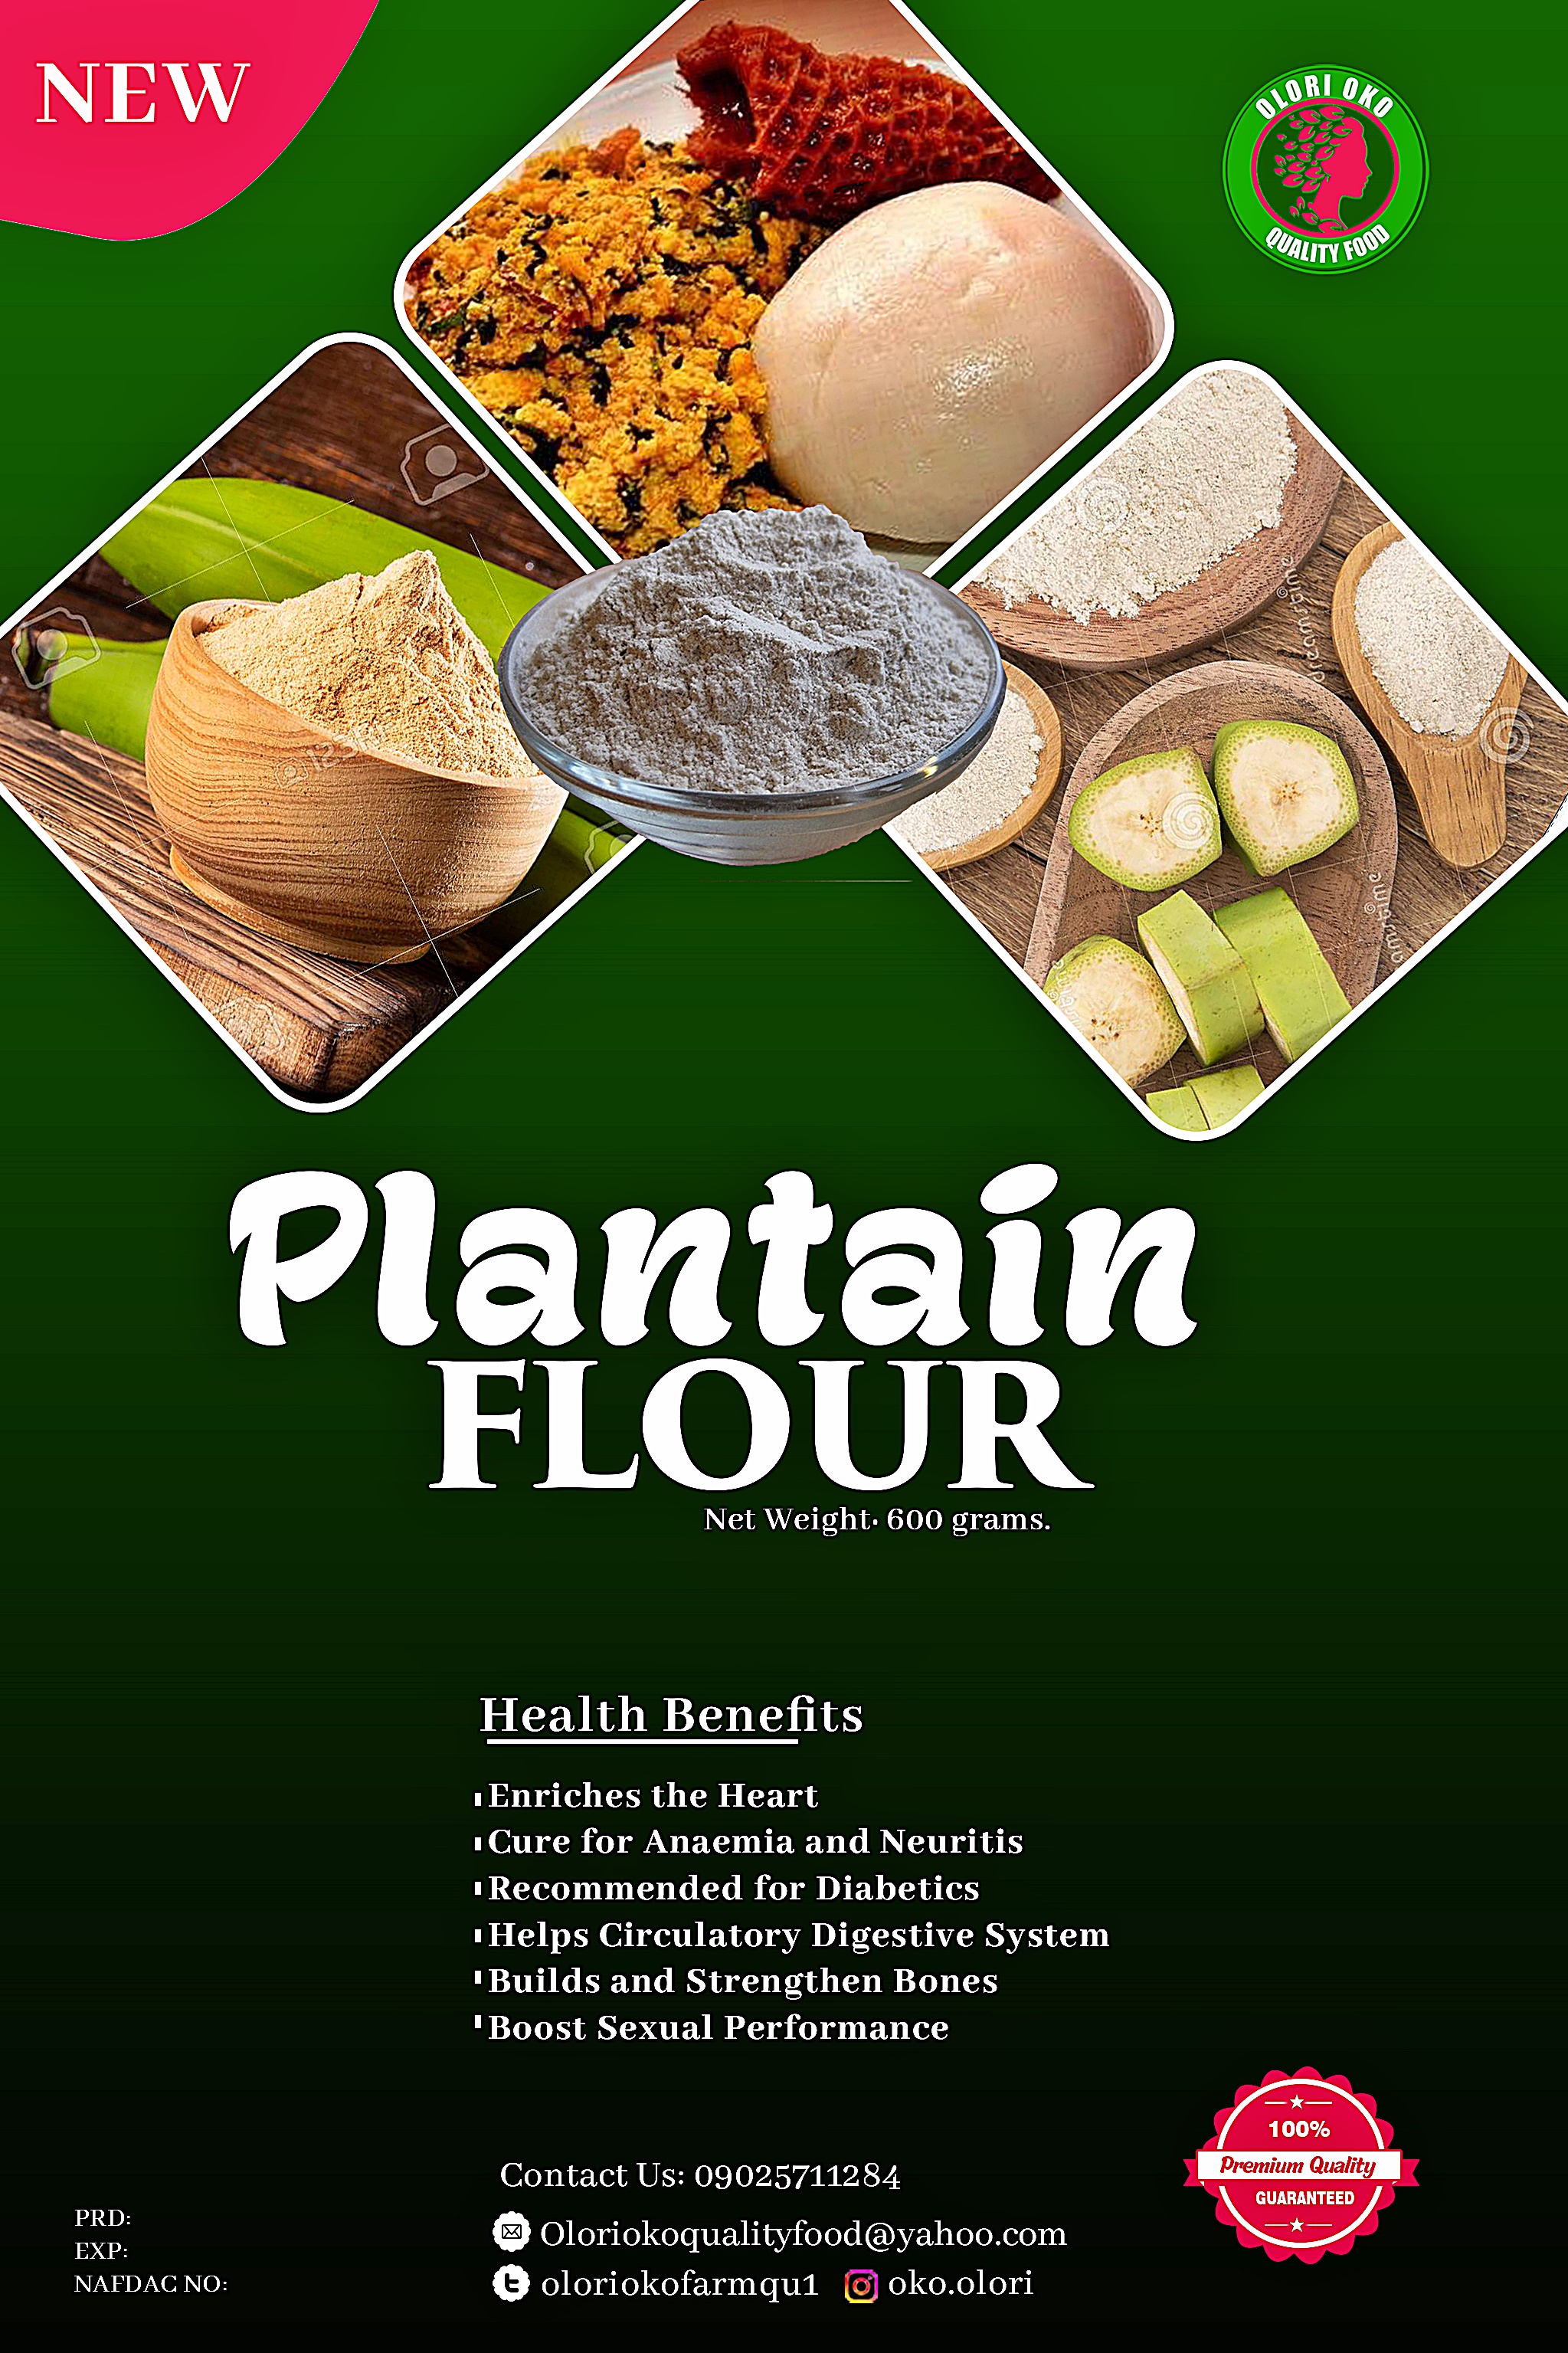 NEW
OLORI OKO
QUALITY FOOD
dreamstime
Plantain
FLOUR
Net Weight· 600 grams.
Health Benefits
Enriches the Heart
Cure for Anaemia and Neuritis
Recommended for Diabetics
Helps Circulatory Digestive System
Builds and Strengthen Bones
Boost Sexual Performance
100%
Premium Quality
GUARANTEED
Contact Us: 09025711284
Oloriokoqualityfood@yahoo.com
oloriokofarmqu1 oko.olori
PRD:
EXP:
NAFDAC NO: